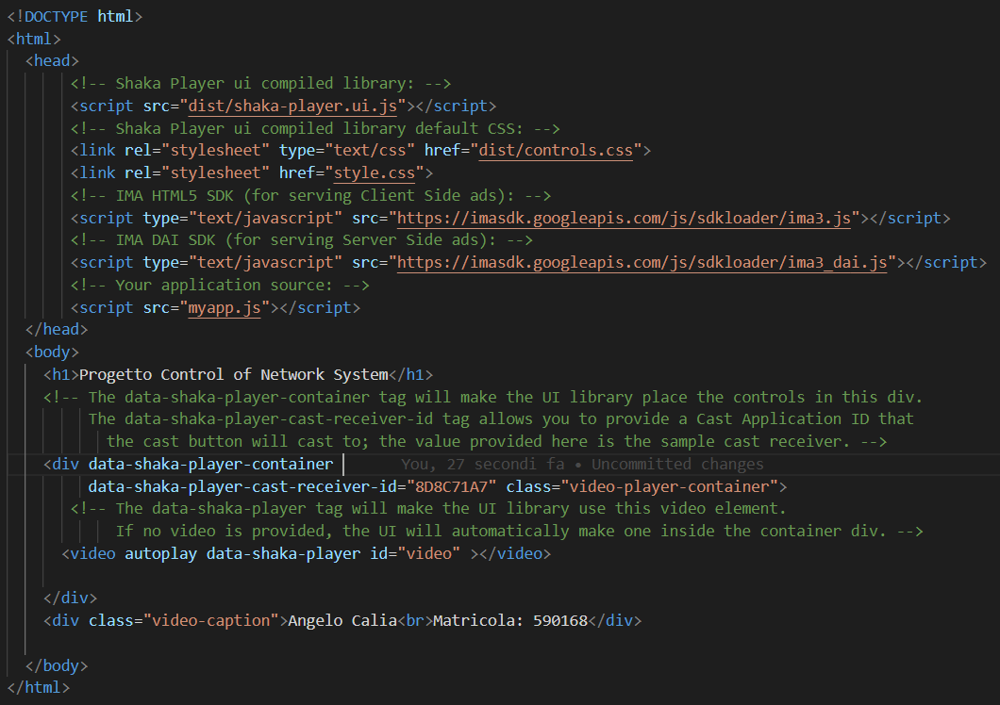 <!DOCTYPE html>
<html>
<head>
<!-- Shaka Player ui compiled library: -->
<script src="dist/shaka-player.ui.js"></script>
<!-- Shaka Player ui compiled library default CSS: -->
<link rel="stylesheet" type="text/css" href="dist/controls.css">
<link rel="stylesheet" href="style.css">
<!-- IMA HTML5 SDK (for serving Client Side ads): -->
<script type="text/javascript" src="https://imasdk.googleapis.com/js/sdkloader/ima3.js"></script>
<!-- IMA DAI SDK (for serving Server Side ads): -->
<script type="text/javascript" src="https://imasdk.googleapis.com/js/sdkloader/ima3_dai.js"></script>
<!-- Your application source: -->
<script src="myapp.js"></script>
</head>
<body>
<h1>Progetto Control of Network System</h1>
<!-- The data-shaka-player-container tag will make the UI library place the controls in this div.
The data-shaka-player-cast-receiver-id tag allows you to provide a Cast Application ID that
the cast button will cast to; the value provided here is the sample cast receiver. -->
<div data-shaka-player-container You, 27 secondi fa • Uncommitted changes
data-shaka-player-cast-receiver-id="8D8C71A7" class="video-player-container">
<!-- The data-shaka-player tag will make the UI library use this video element.
If no video is provided, the UI will automatically make one inside the container div. -->
<video autoplay data-shaka-player id="video" ></video>
</div>
<div class="video-caption">Angelo Calia<br>Matricola: 590168</div>
</body>
</html>